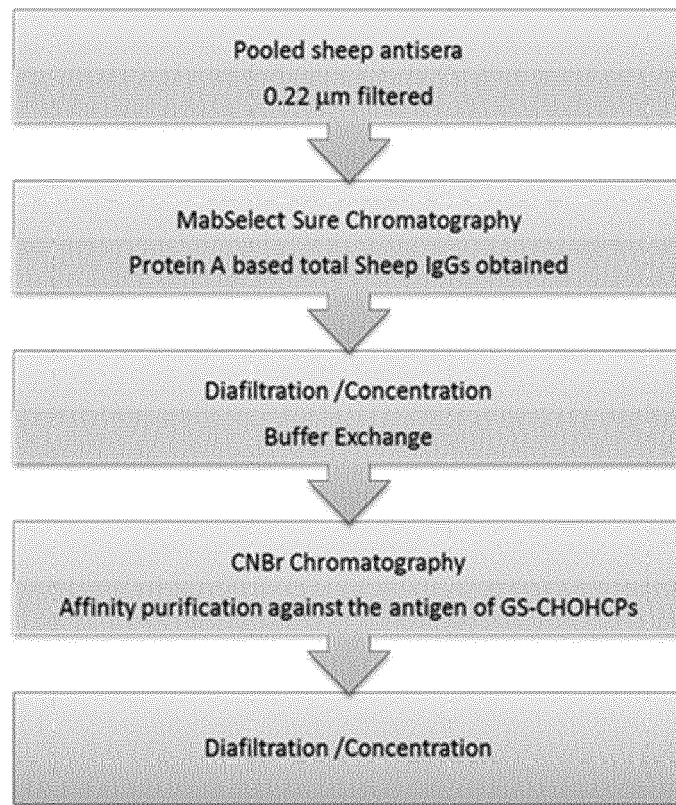 Pooled sheep antisera
0.22 µm filtered
MabSelect Sure Chromatography
Protein A based total Sheep IgGs obtained
Diafiltration /Concentration
Buffer Exchange
CNBr Chromatography
Affinity purification against the antigen of GS-CHOHCPs
Diafiltration /Concentration